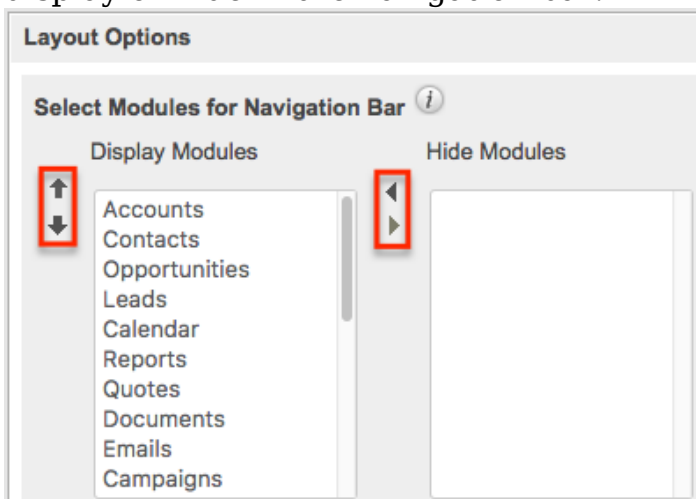 Layout Options
Select Modules for Navigation Bar i
Display Modules
Hide Modules
Accounts
Contacts
Opportunities
Leads
Calendar
Reports
Quotes
Documents
Emails
Campaigns